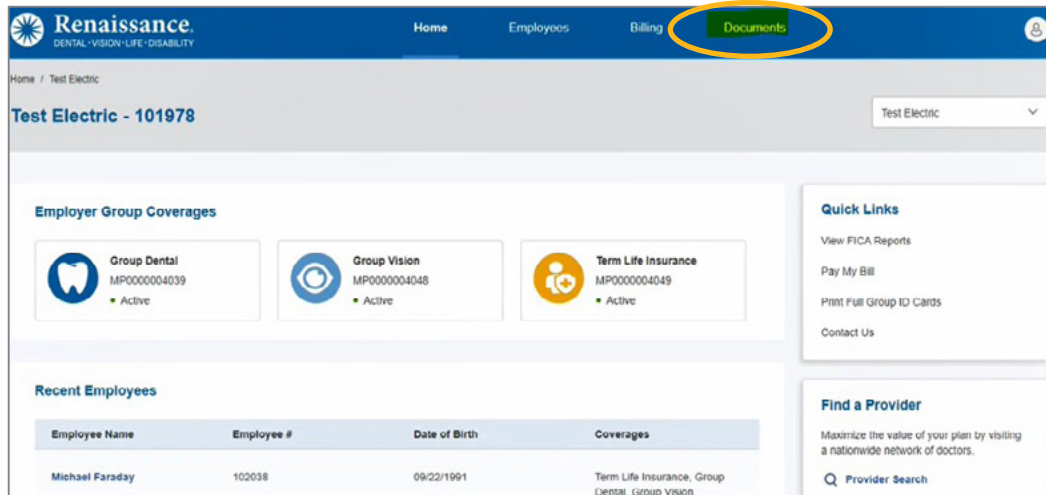 Renaissance.
DENTAL•VISION•LIFE•DISABILITY
Home Employees Billing Documents
Home / Test Electric
Test Electric - 101978
Test Electric
Employer Group Coverages
Group Dental
MP0000004039
Active
Group Vision
MP0000004048
Active
Term Life Insurance
MP0000004049
Active
Quick Links
View FICA Reports
Pay My Bill
Print Full Group ID Cards
Contact Us
Recent Employees
Employee Name Employee # Date of Birth Coverages
Michael Faraday 102038 09/22/1991 Term Life Insurance, Group
Dental, Group Vision
Find a Provider
Maximize the value of your plan by visiting
a nationwide network of doctors.
Provider Search